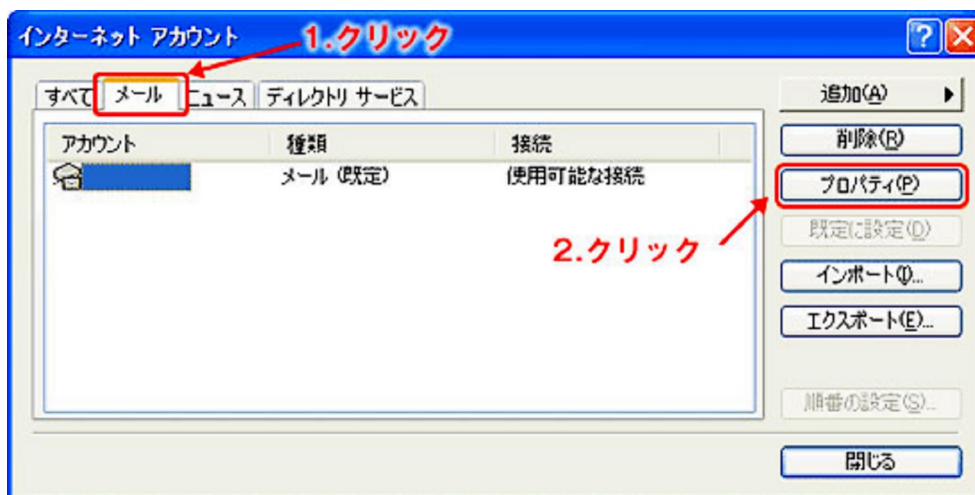 インターネット アカウント
1.クリック
すべて メール ニュース ディレクトリ サービス
アカウント 種類 接続
メール (既定) 使用可能な接続
追加(A)
削除(R)
プロパティ(P)
2.クリック
既定に設定(D)
インポート(I)...
エクスポート(E)...
順番の設定(S)...
閉じる